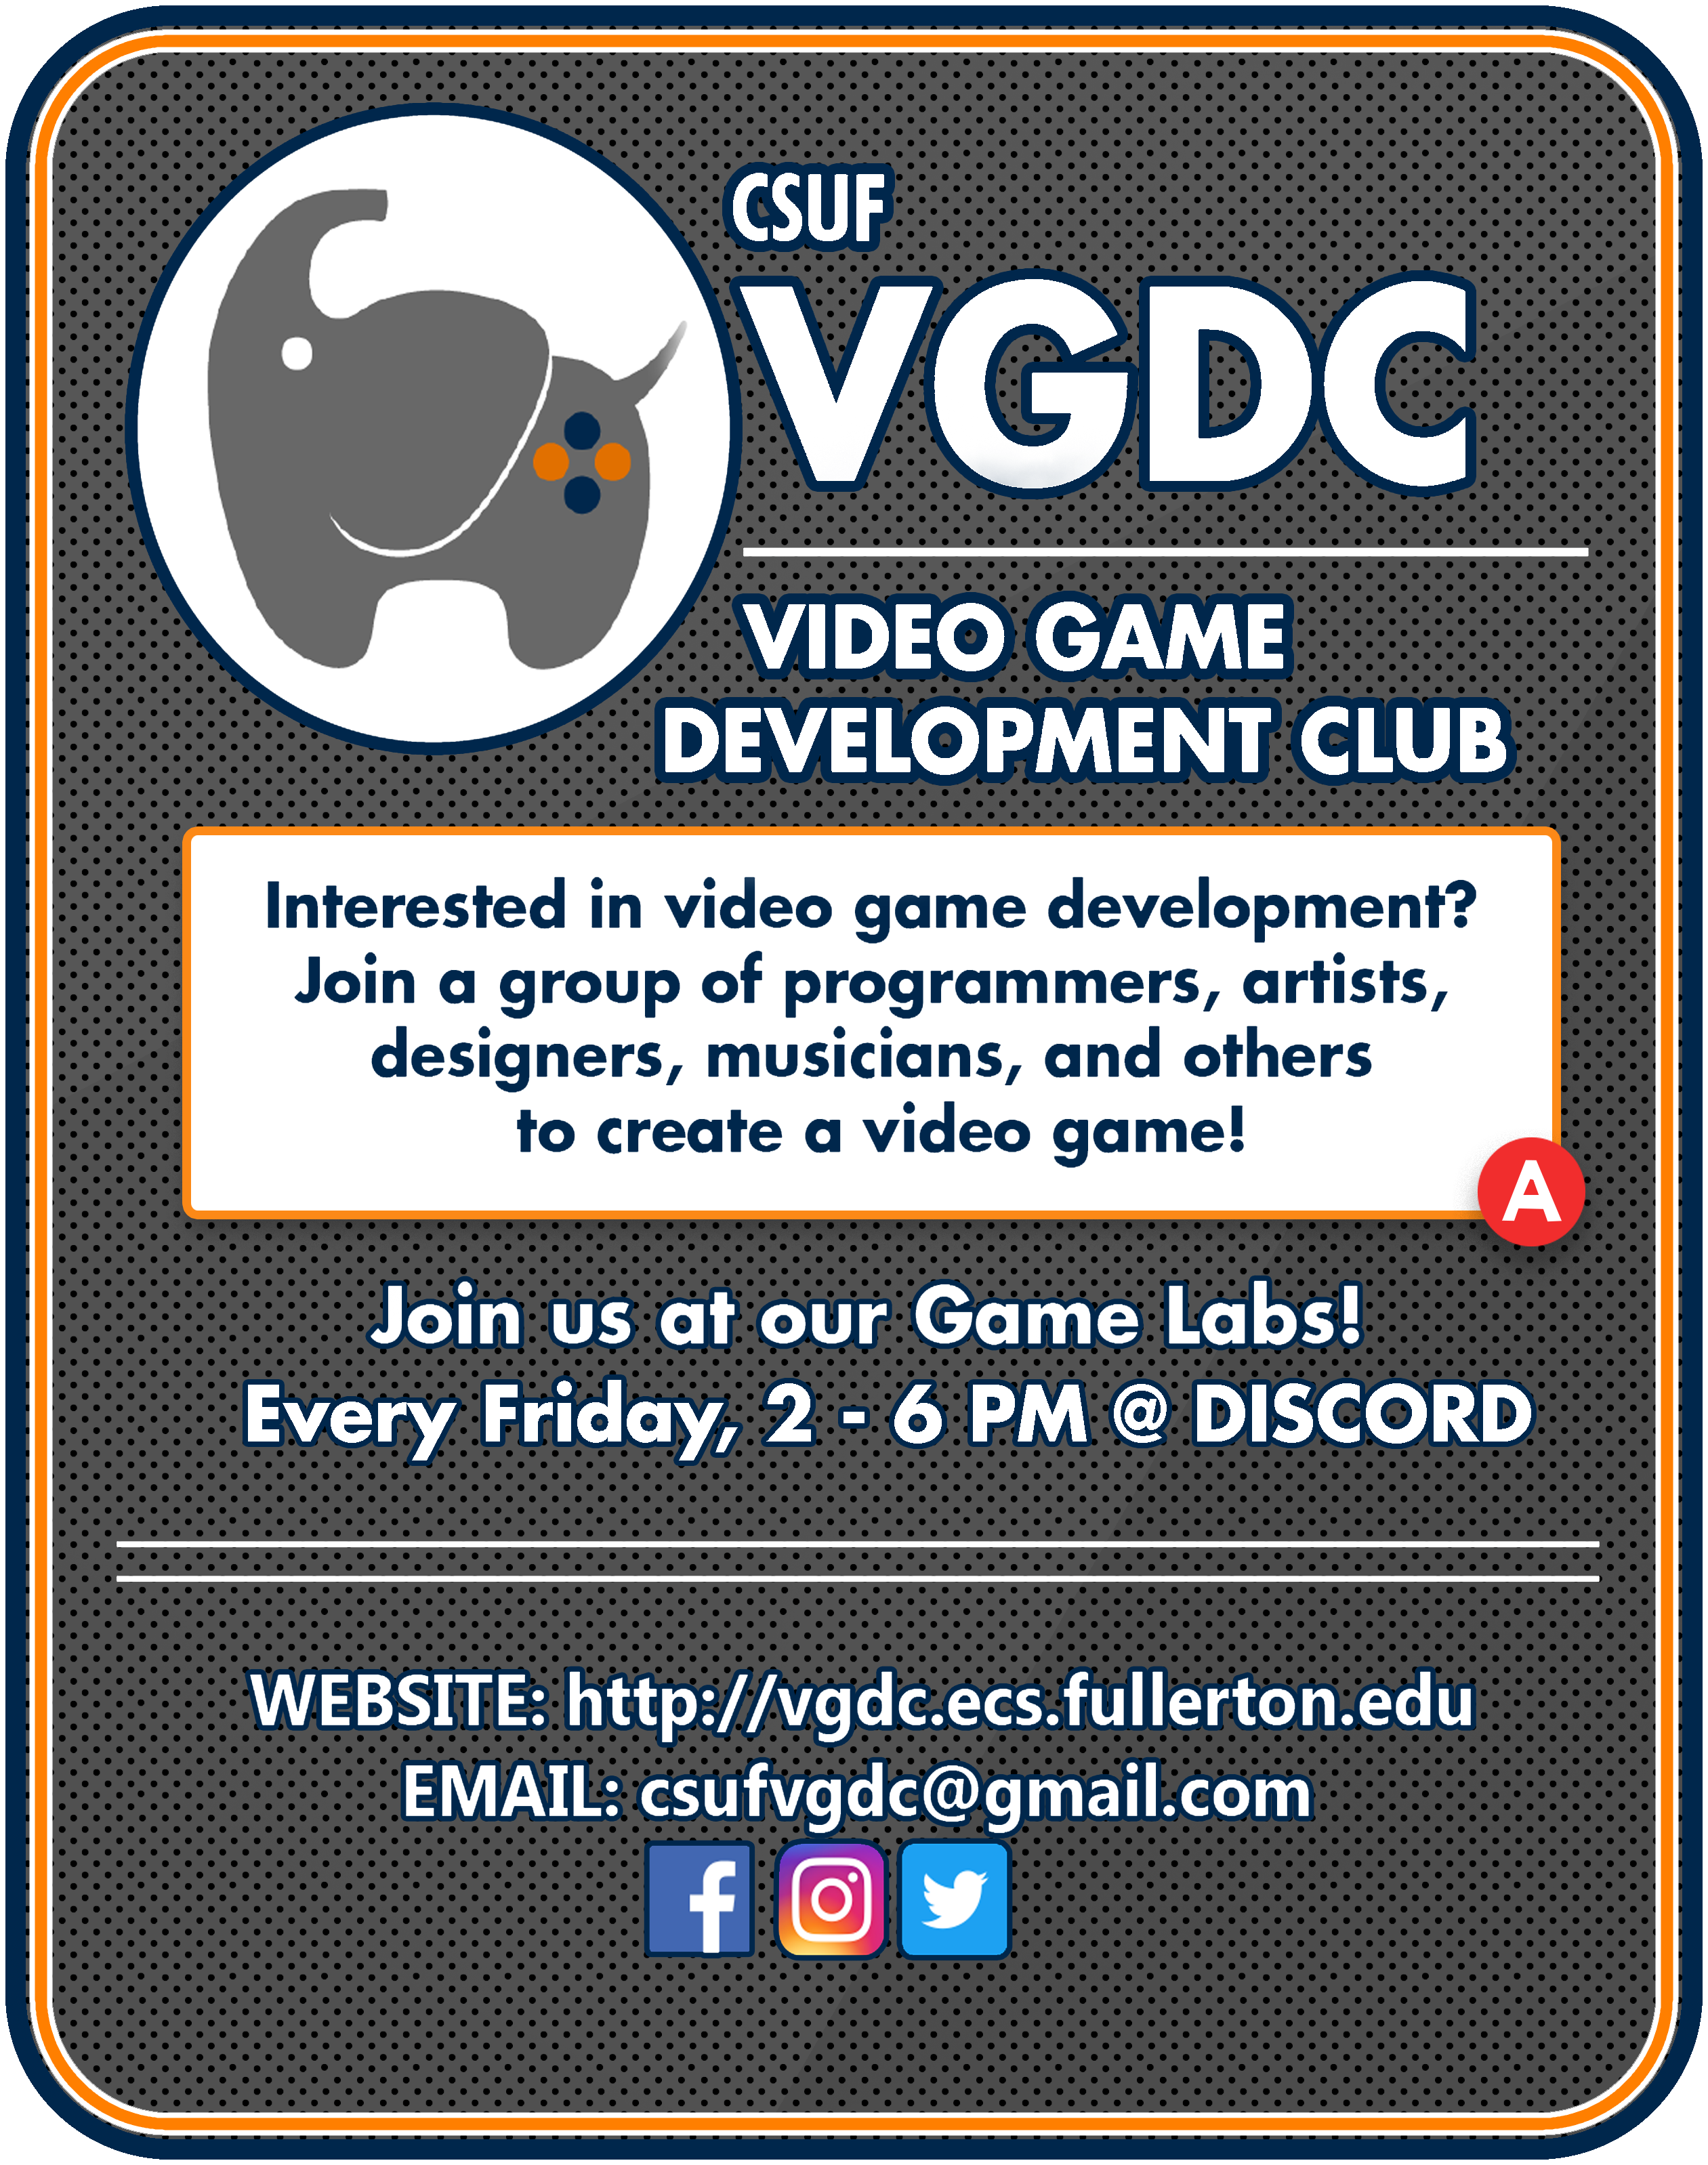 CSUF
VGDC
VIDEO GAME
DEVELOPMENT CLUB
Interested in video game development?
Join a group of programmers, artists,
designers, musicians, and others
to create a video game!
A
Join us at our Game Labs!
Every Friday, 2 - 6 PM @ DISCORD
WEBSITE: http://vgdc.ecs.fullerton.edu
EMAIL: csufvgdc@gmail.com